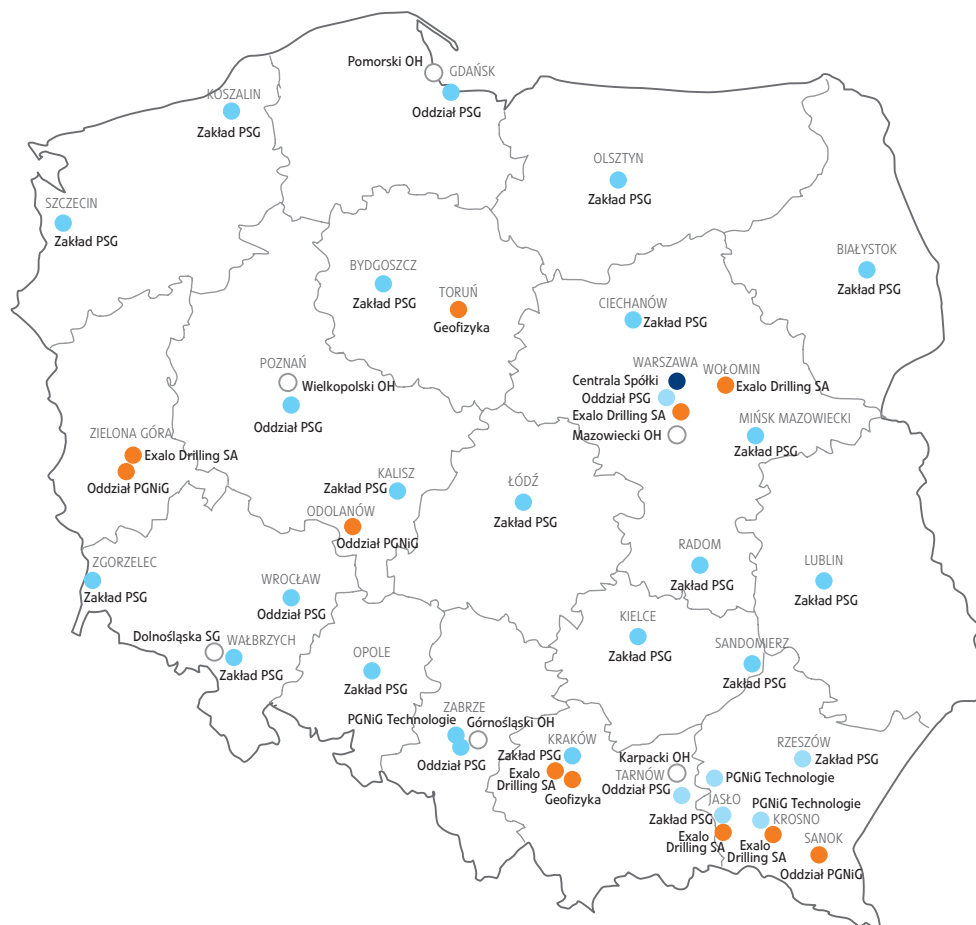 Pomorski OH
GDAŃSK
Oddział PSG
KOSZALIN
Zakład PSG
OLSZTYN
Zakład PSG
SZCZECIN
Zakład PSG
BIAŁYSTOK
Zakład PSG
BYDGOSZCZ
Zakład PSG
TORUŃ
Geofizyka
CIECHANÓW
Zakład PSG
POZNAŃ
Wielkopolski OH
Oddział PSG
WARSZAWA
Centrala Spółki
Oddział PSG
Exalo Drilling SA
Mazowiecki OH
WOŁOMIN
Exalo Drilling SA
MIŃSK MAZOWIECKI
Zakład PSG
ZIELONA GÓRA
Exalo Drilling SA
Oddział PGNiG
KALISZ
Zakład PSG
ODOLANÓW
Oddział PGNiG
ŁÓDŹ
Zakład PSG
RADOM
Zakład PSG
LUBLIN
Zakład PSG
ZGORZELEC
Zakład PSG
WROCŁAW
Oddział PSG
Dolnośląska SG
WAŁBRZYCH
Zakład PSG
OPOLE
Zakład PSG
KIELCE
Zakład PSG
SANDOMIERZ
Zakład PSG
ZABRZE
PGNiG Technologie
Górnośląski OH
Oddział PSG
KRAKÓW
Zakład PSG
Exalo
Drilling SA
Geofizyka
Karpacki OH
TARNÓW
Oddział PSG
RZESZÓW
Zakład PSG
PGNiG Technologie
JASŁO
Zakład PSG
Exalo
Drilling SA
PGNiG Technologie
KROSNO
Exalo
Drilling SA
SANOK
Oddział PGNiG